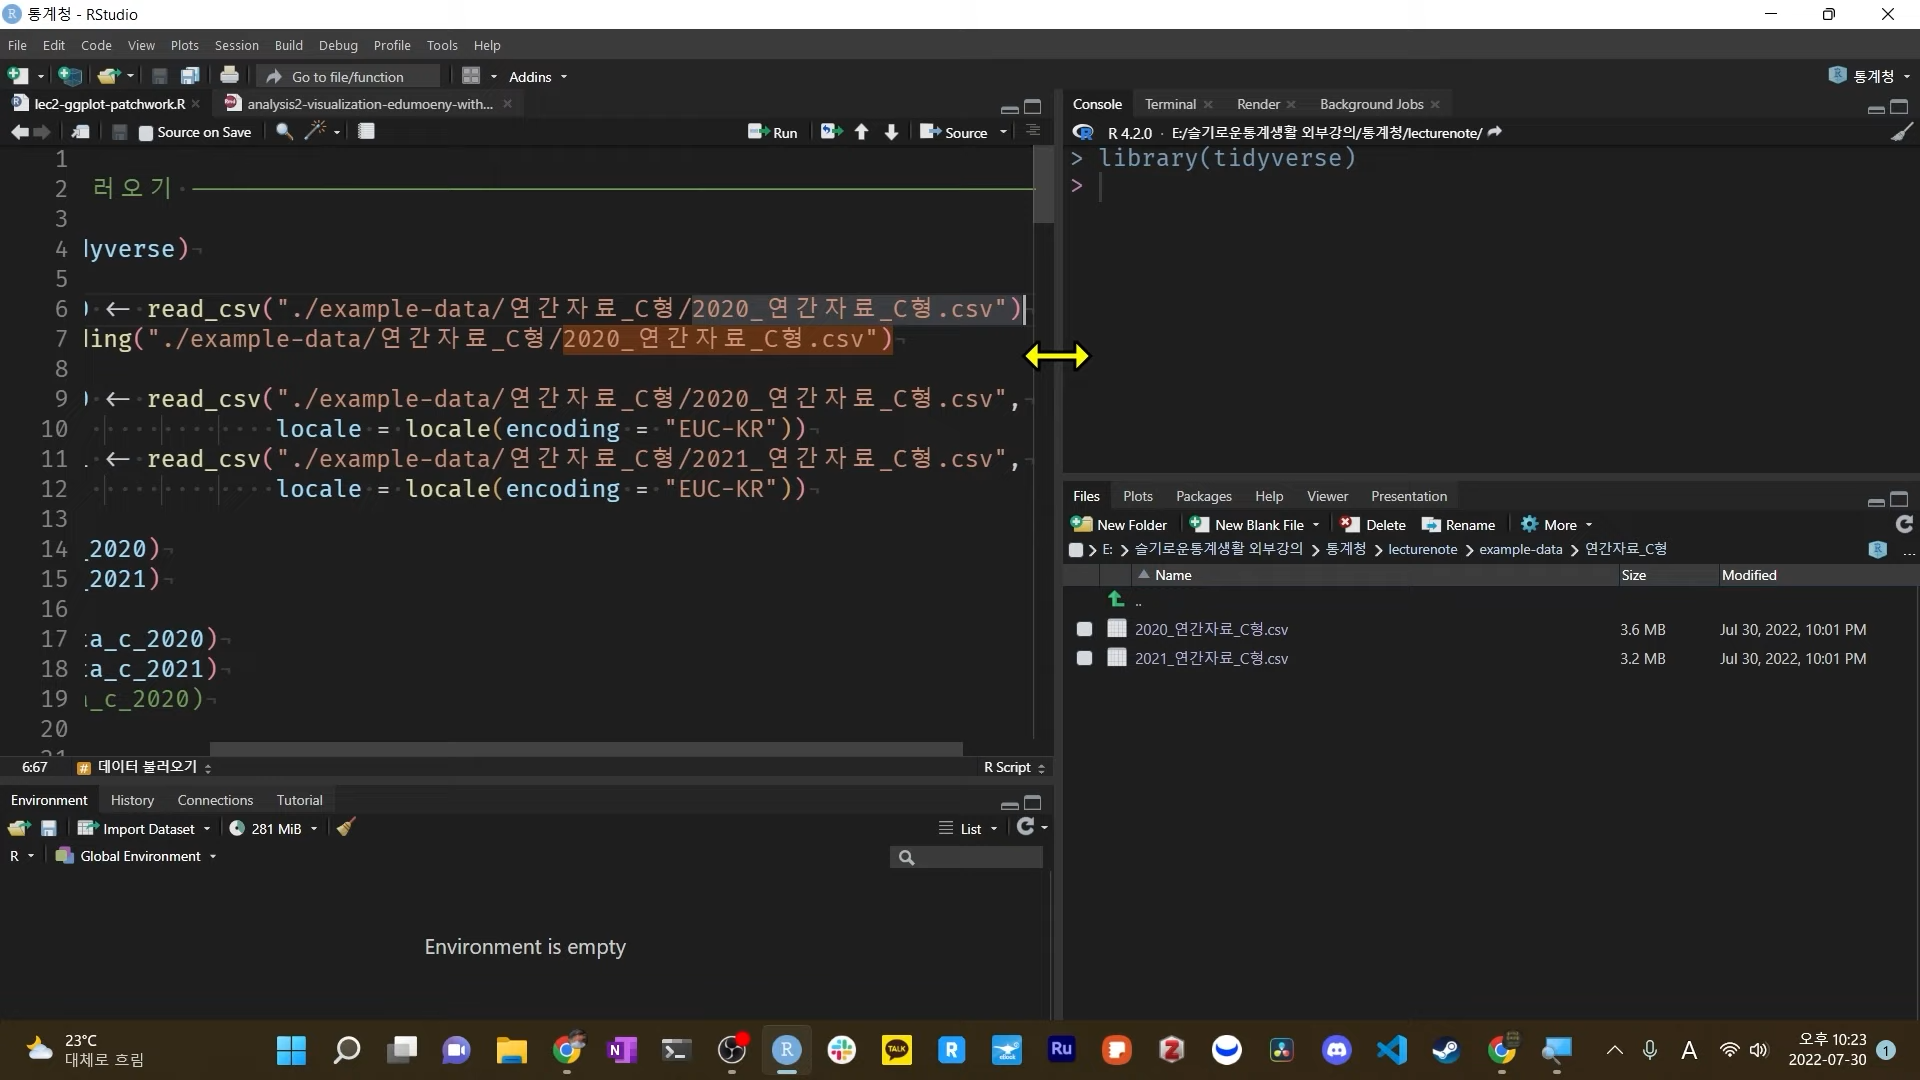 통계청 - RStudio
File Edit Code View Plots Session Build Debug Profile Tools Help
Go to file/function Addins 통계청
lec2-ggplot-patchwork.R analysis2-visualization-edumoeny-with...
Source on Save Run Source
1
2 러오기
3
4 dyverse)
5
6 ) <- read_csv("./example-data/연간자료_C형/2020_연간자료_C형.csv")
7 ding("./example-data/연간자료_C형/2020_연간자료_C형.csv")
8
9 ) <- read_csv("./example-data/연간자료_C형/2020_연간자료_C형.csv",
10 locale = locale(encoding = "EUC-KR"))
11 <- read_csv("./example-data/연간자료_C형/2021_연간자료_C형.csv",
12 locale = locale(encoding = "EUC-KR"))
13
14 _2020)
15 _2021)
16
17 a_c_2020)
18 a_c_2021)
19 _c_2020)
20
21
6:67 # 데이터 불러오기 R Script
Environment History Connections Tutorial
Import Dataset 281 MiB List
R Global Environment
Environment is empty
Console Terminal Render Background Jobs
R 4.2.0 · E:/슬기로운통계생활 외부강의/통계청/lecturenote/
> library(tidyverse)
>
Files Plots Packages Help Viewer Presentation
New Folder New Blank File Delete Rename More
E: 슬기로운통계생활 외부강의 통계청 lecturenote example-data 연간자료_C형 ...
Name Size Modified
..
2020_연간자료_C형.csv 3.6 MB Jul 30, 2022, 10:01 PM
2021_연간자료_C형.csv 3.2 MB Jul 30, 2022, 10:01 PM
23°C
대체로 흐림
N R TALK R eBook Ru Z A
오후 10:23
2022-07-30
1